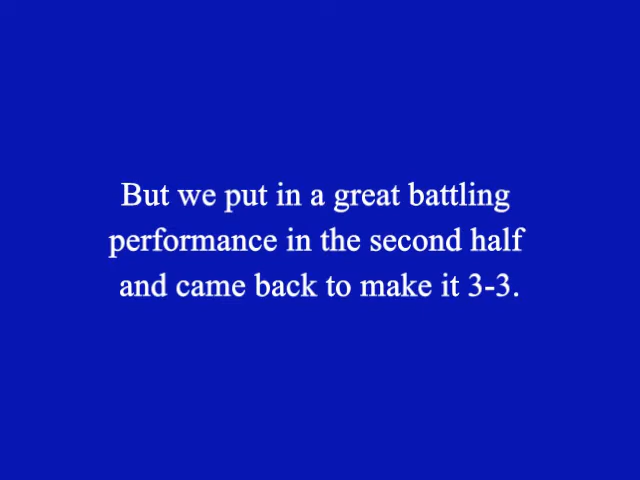 But we put in a great battling
performance in the second half
and came back to make it 3-3.